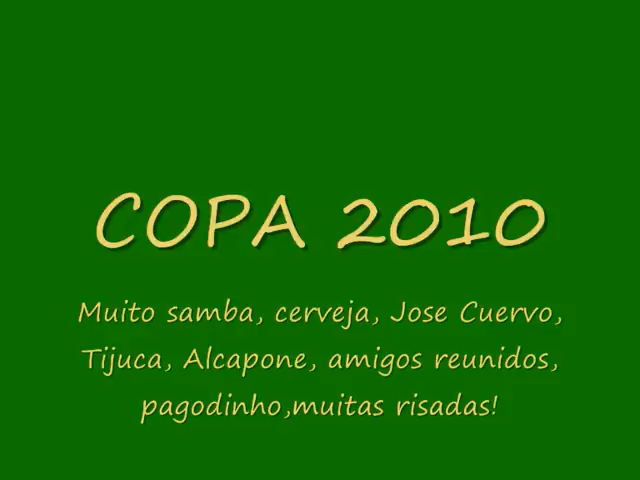 COPA 2010
Muito samba, cerveja, Jose Cuervo,
Tijuca, Alcapone, amigos reunidos,
pagodinho,muitas risadas!